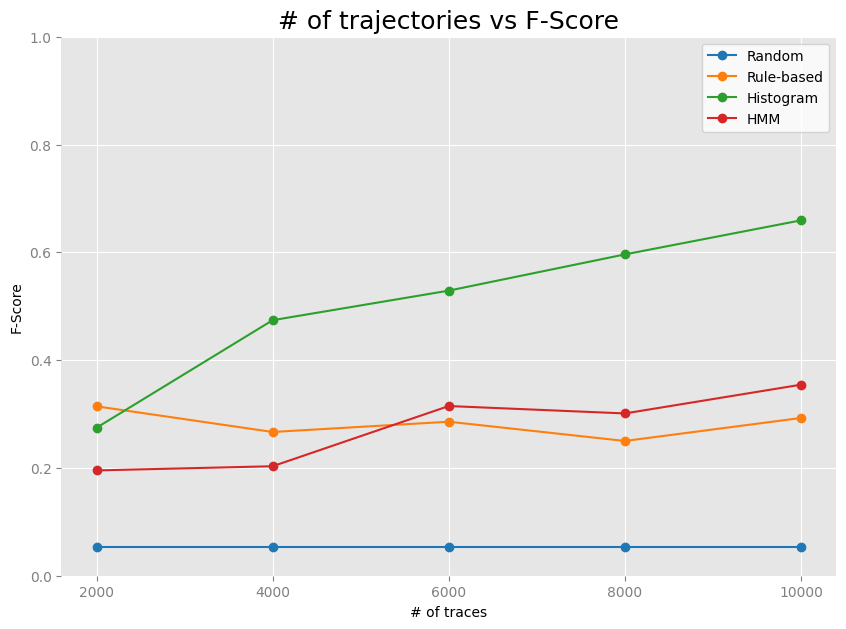 # of trajectories vs F-Score
Random
Rule-based
Histogram
HMM
1.0
0.8
0.6
0.4
0.2
0.0
F-Score
2000 4000 6000 8000 10000
# of traces